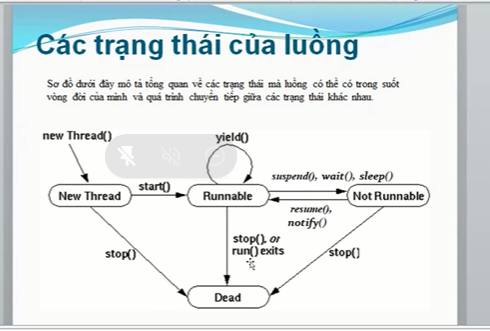 Các trạng thái của luồng
Sơ đồ dưới đây mô tả tổng quan về các trạng thái mà luồng có thể có trong suốt
vòng đời của mình và quá trình chuyển tiếp giữa các trạng thái khác nhau.
new Thread()
yield()
New Thread
start()
Runnable
suspend(), wait(), sleep()
Not Runnable
resume(),
notify()
stop()
stop(), or
run() exits
stop()
Dead